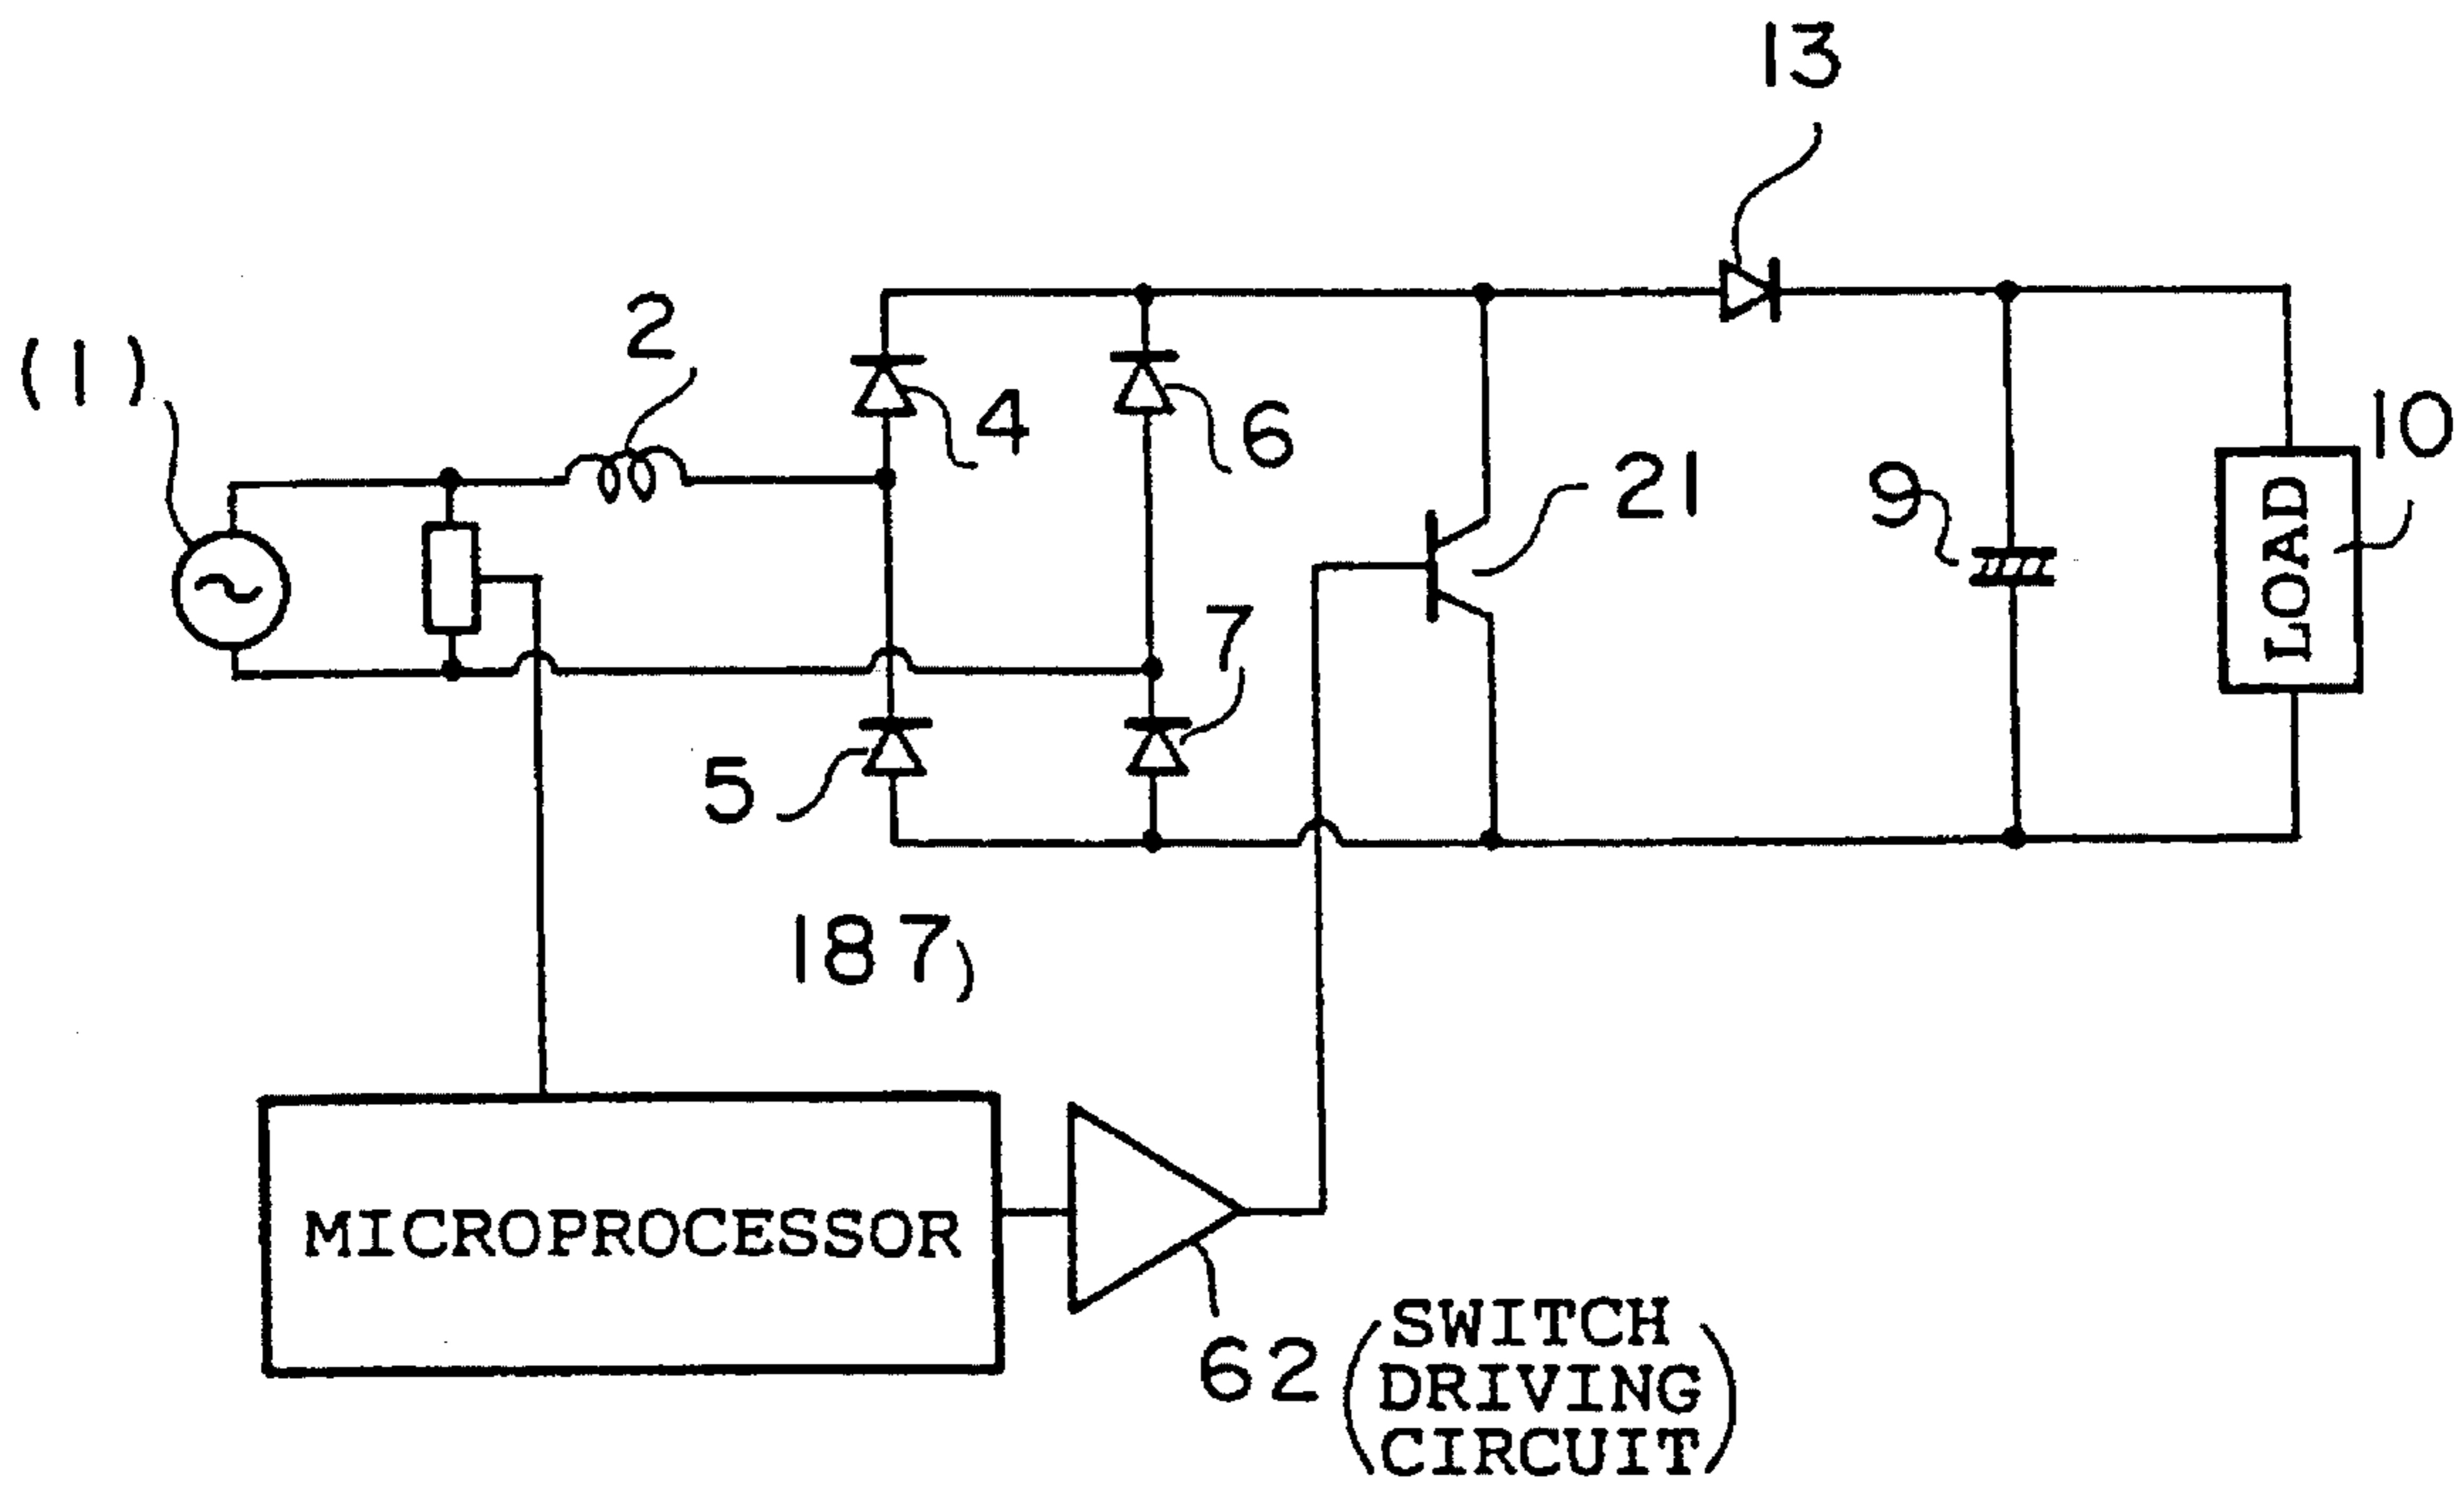 13
2
(1)
4
6
10
21
9
LOAD
7
5
187
MICROPROCESSOR
62 (SWITCH
DRIVING
CIRCUIT)